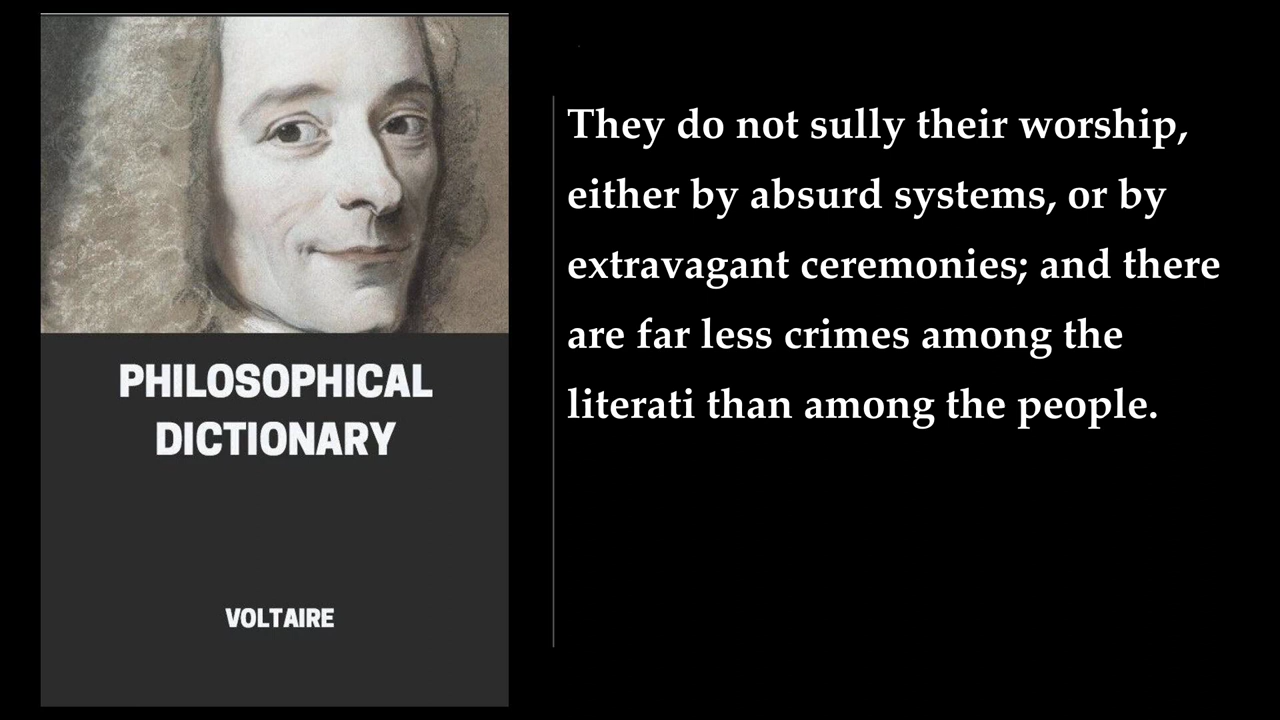 PHILOSOPHICAL
DICTIONARY
VOLTAIRE
They do not sully their worship,
either by absurd systems, or by
extravagant ceremonies; and there
are far less crimes among the
literati than among the people.